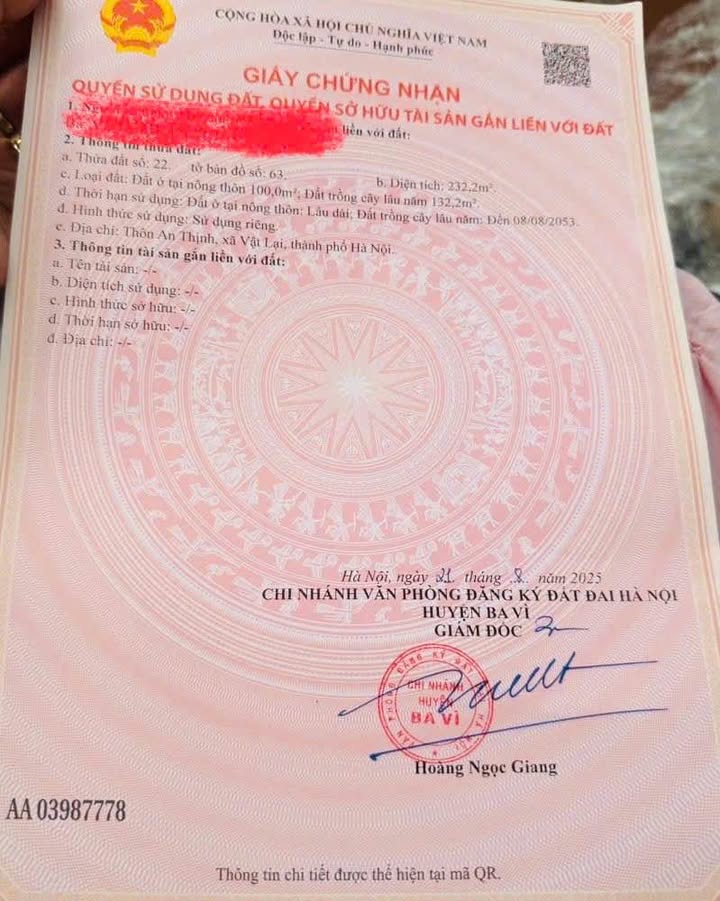 CỘNG HÒA XÃ HỘI CHỦ NGHĨA VIỆT NAM
Độc lập - Tự do - Hạnh phúc
GIẤY CHỨNG NHẬN
QUYỀN SỬ DỤNG ĐẤT, QUYỀN SỞ HỮU TÀI SẢN GẮN LIỀN VỚI ĐẤT
1. liền với đất:
2. Thông tin thửa đất:
a. Thửa đất số: 22. tờ bản đồ số: 63. b. Diện tích: 232,2m².
c. Loại đất: Đất ở tại nông thôn 100,0m²; Đất trồng cây lâu năm 132,2m².
d. Thời hạn sử dụng: Đất ở tại nông thôn: Lâu dài; Đất trồng cây lâu năm: Đến 08/08/2053.
đ. Hình thức sử dụng: Sử dụng riêng.
e. Địa chỉ: Thôn An Thịnh, xã Vật Lại, thành phố Hà Nội.
3. Thông tin tài sản gắn liền với đất:
a. Tên tài sản: -/-
b. Diện tích sử dụng: -/-
c. Hình thức sở hữu: -/-
d. Thời hạn sở hữu: -/-
đ. Địa chỉ: -/-
Hà Nội, ngày 21 tháng 8 năm 2025
CHI NHÁNH VĂN PHÒNG ĐĂNG KÝ ĐẤT ĐAI HÀ NỘI
HUYỆN BA VÌ
GIÁM ĐỐC
CHI NHÁNH
HUYỆN
BA VÌ
Hoàng Ngọc Giang
AA 03987778
Thông tin chi tiết được thể hiện tại mã QR.